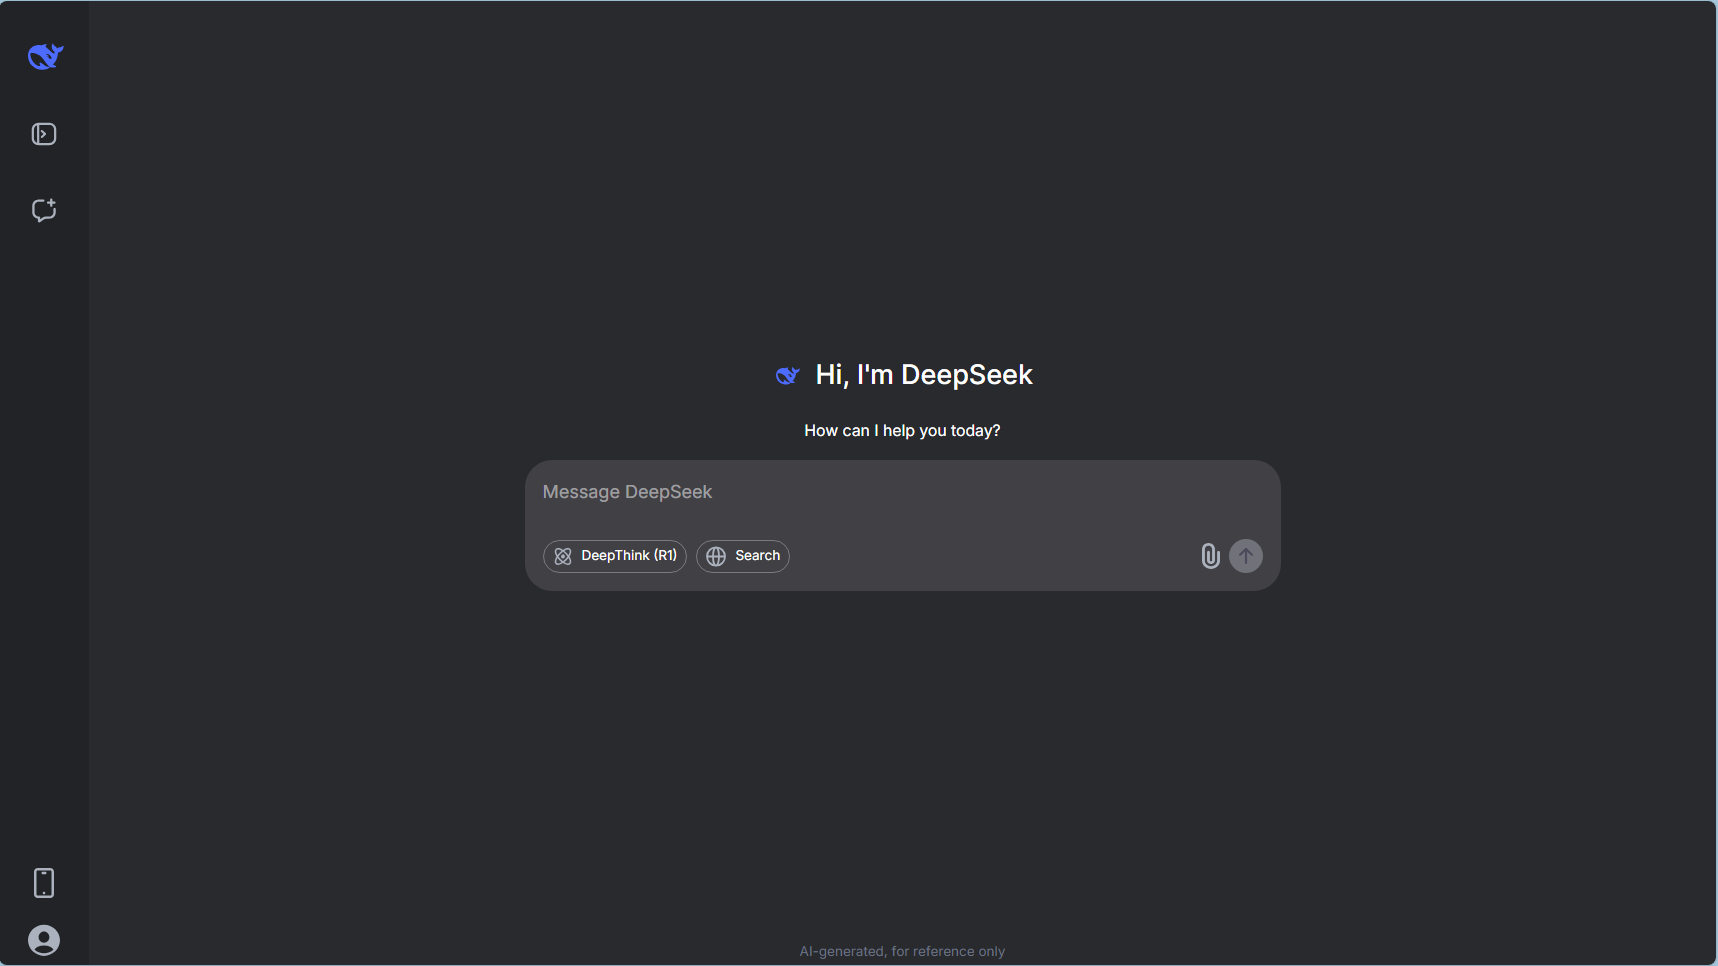 Hi, I'm DeepSeek
How can I help you today?
Message DeepSeek
DeepThink (R1) Search
AI-generated, for reference only